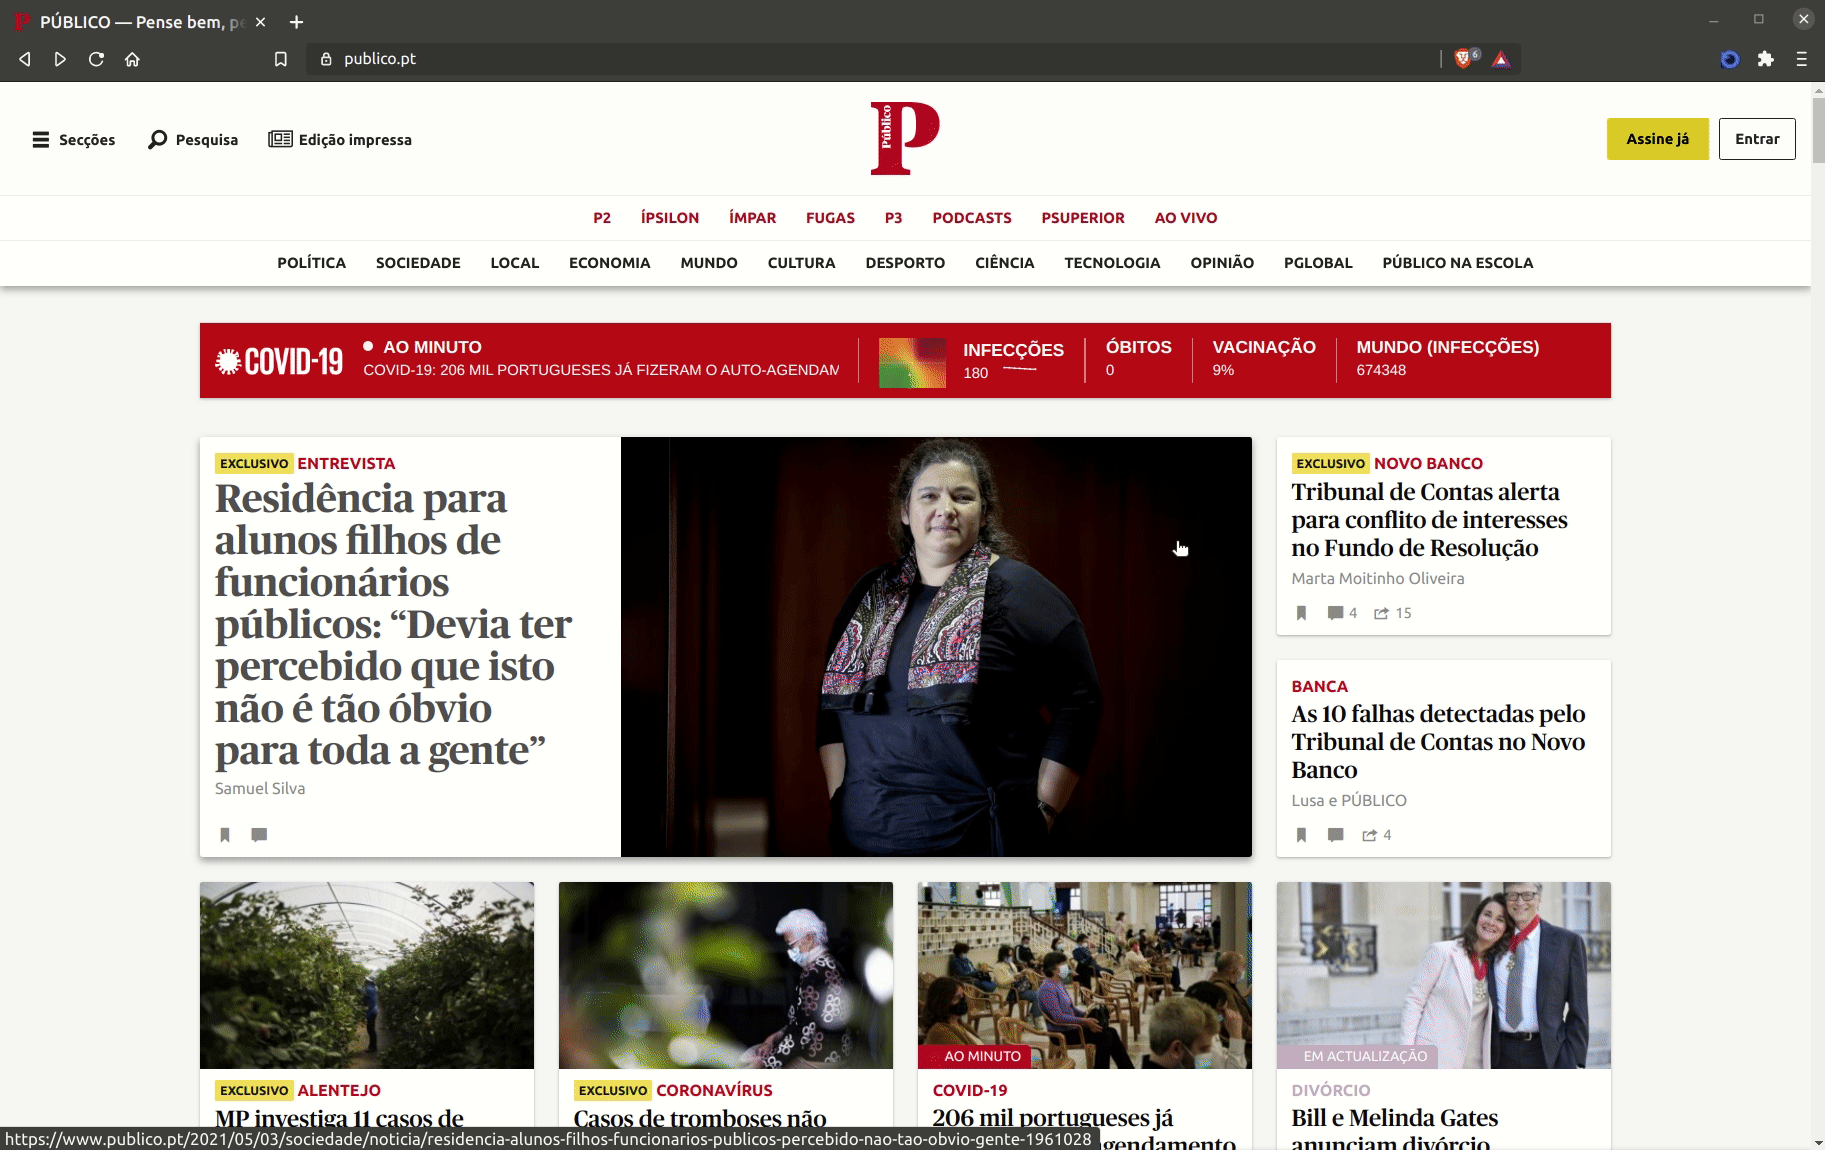 PÚBLICO — Pense bem, pe
publico.pt
6
Secções
Pesquisa
Edição impressa
Público
P
Assine já
Entrar
P2 ÍPSILON ÍMPAR FUGAS P3 PODCASTS PSUPERIOR AO VIVO
POLÍTICA SOCIEDADE LOCAL ECONOMIA MUNDO CULTURA DESPORTO CIÊNCIA TECNOLOGIA OPINIÃO PGLOBAL PÚBLICO NA ESCOLA
COVID-19
AO MINUTO
COVID-19: 206 MIL PORTUGUESES JÁ FIZERAM O AUTO-AGENDAM
INFECÇÕES
180
ÓBITOS
0
VACINAÇÃO
9%
MUNDO (INFECÇÕES)
674348
EXCLUSIVO ENTREVISTA
Residência para
alunos filhos de
funcionários
públicos: “Devia ter
percebido que isto
não é tão óbvio
para toda a gente”
Samuel Silva
EXCLUSIVO NOVO BANCO
Tribunal de Contas alerta
para conflito de interesses
no Fundo de Resolução
Marta Moitinho Oliveira
4 15
BANCA
As 10 falhas detectadas pelo
Tribunal de Contas no Novo
Banco
Lusa e PÚBLICO
4
EXCLUSIVO ALENTEJO
MP investiga 11 casos de
EXCLUSIVO CORONAVÍRUS
Casos de tromboses não
AO MINUTO
COVID-19
206 mil portugueses já
gendamento
EM ACTUALIZAÇÃO
DIVÓRCIO
Bill e Melinda Gates
anunciam divórcio
https://www.publico.pt/2021/05/03/sociedade/noticia/residencia-alunos-filhos-funcionarios-publicos-percebido-nao-tao-obvio-gente-1961028